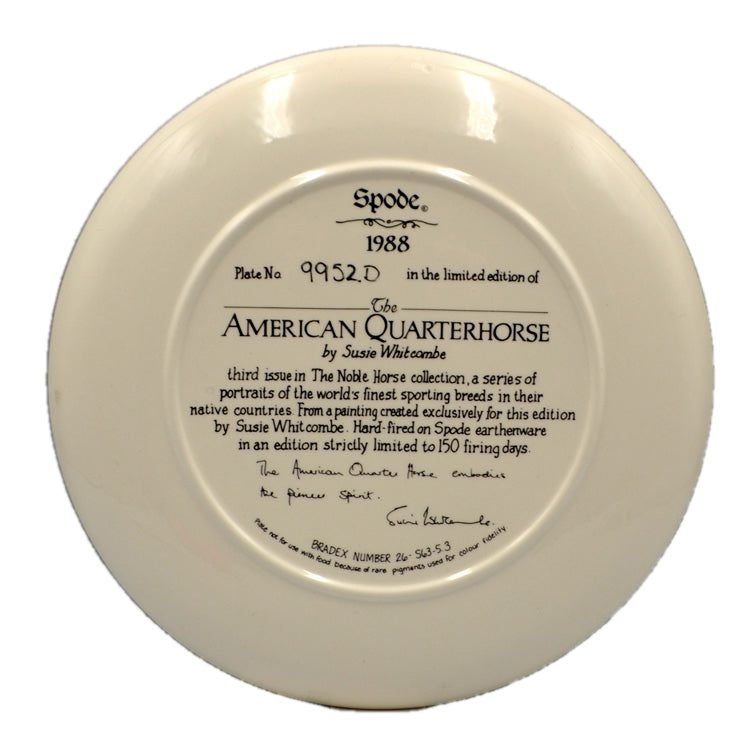 Spode®
1988
Plate No 9952D in the limited edition of
The
AMERICAN QUARTERHORSE
by Susie Whitcombe
third issue in The Noble Horse collection, a series of
portraits of the world's finest sporting breeds in their
native countries. From a painting created exclusively for this edition
by Susie Whitcombe. Hard-fired on Spode earthenware
in an edition strictly limited to 150 firing days.
The American Quarter Horse embodies
the pioneer spirit.
Susie Whitcombe.
BRADEX NUMBER 26-S63-5.3
Plate not for use with food because of rare pigments used for colour fidelity